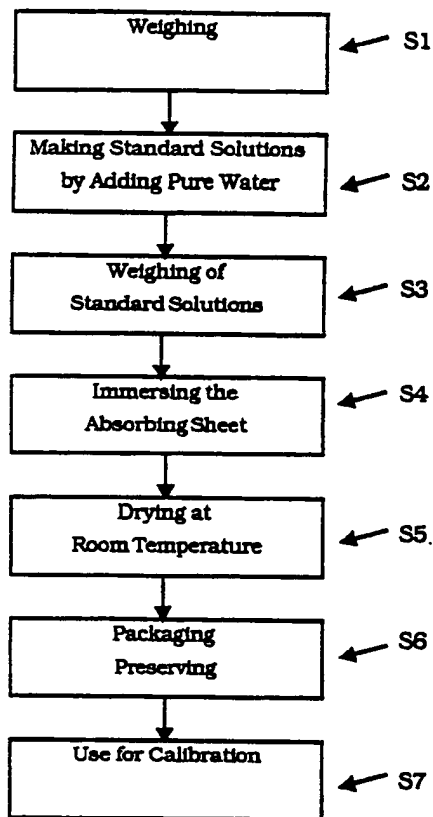 Weighing
S1
Making Standard Solutions
by Adding Pure Water
S2
Weighing of
Standard Solutions
S3
Immersing the
Absorbing Sheet
S4
Drying at
Room Temperature
S5.
Packaging
Preserving
S6
Use for Calibration
S7